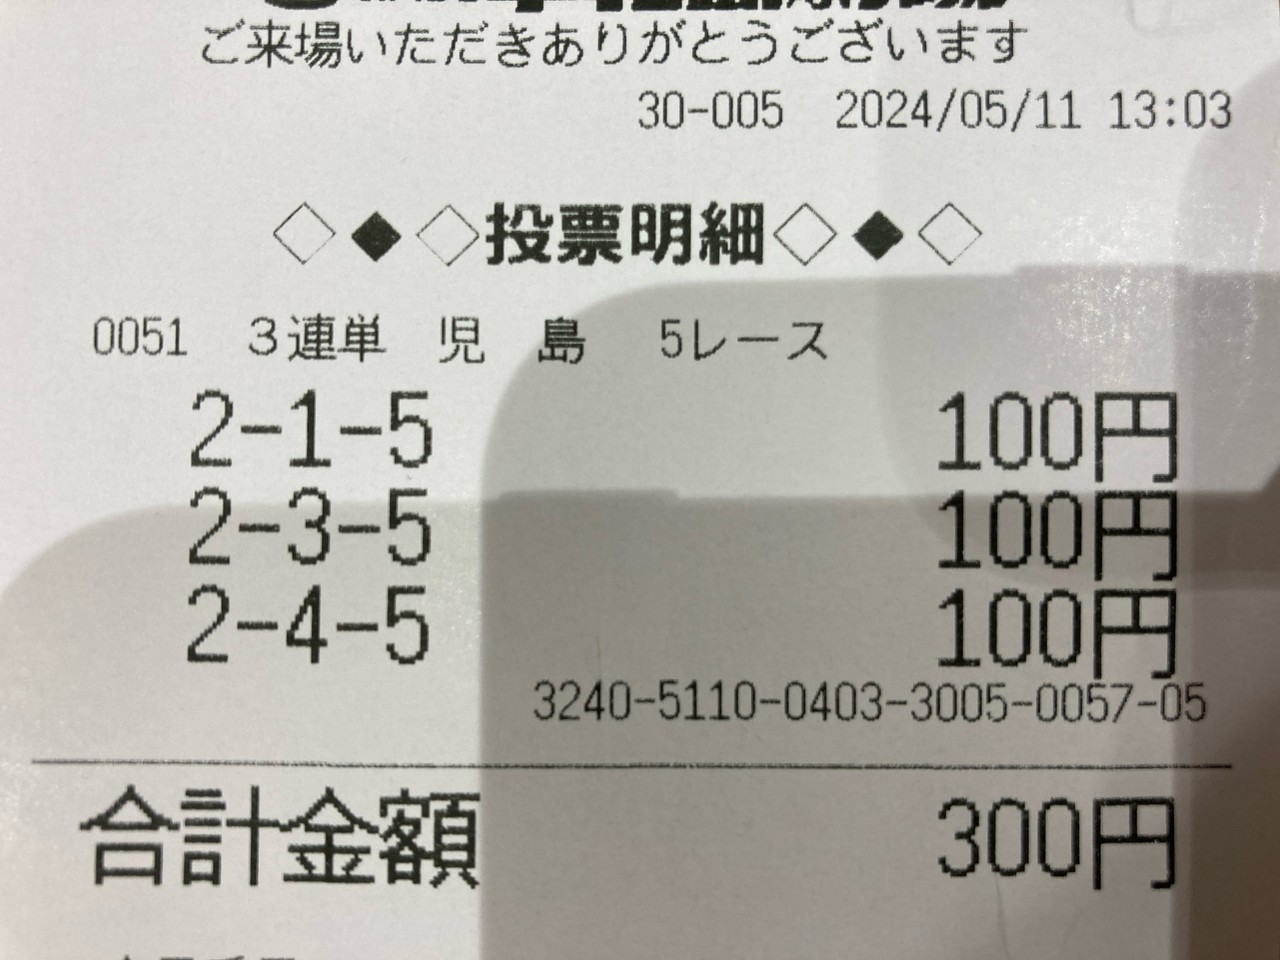 ご来場いただきありがとうございます
30-005 2024/05/11 13:03
◇◆◇投票明細◇◆◇
0051 3連単 児 島 5レース
2-1-5 100円
2-3-5 100円
2-4-5 100円
3240-5110-0403-3005-0057-05
合計金額 300円